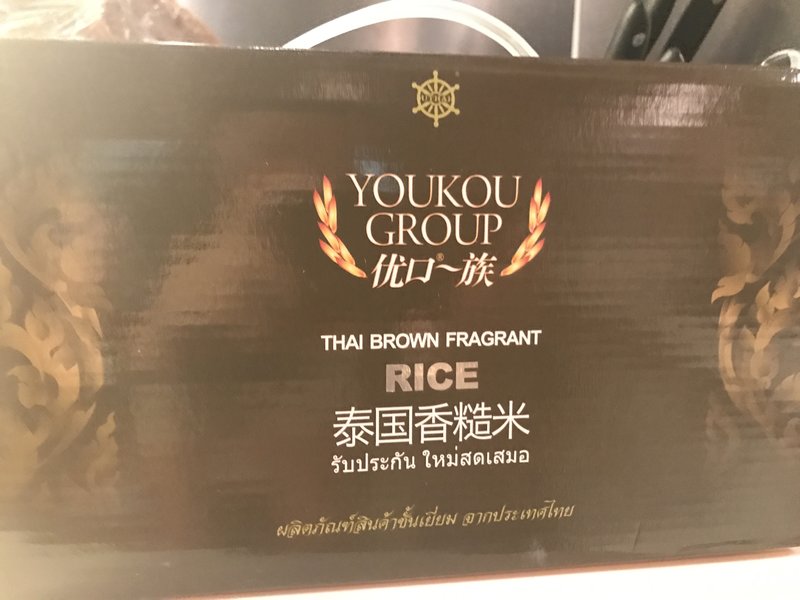 YOUKOU
GROUP
优口一族®
THAI BROWN FRAGRANT
RICE
泰国香糙米
รับประกัน ใหม่สดเสมอ
ผลิตภัณฑ์สินค้าชั้นเยี่ยม จากประเทศไทย